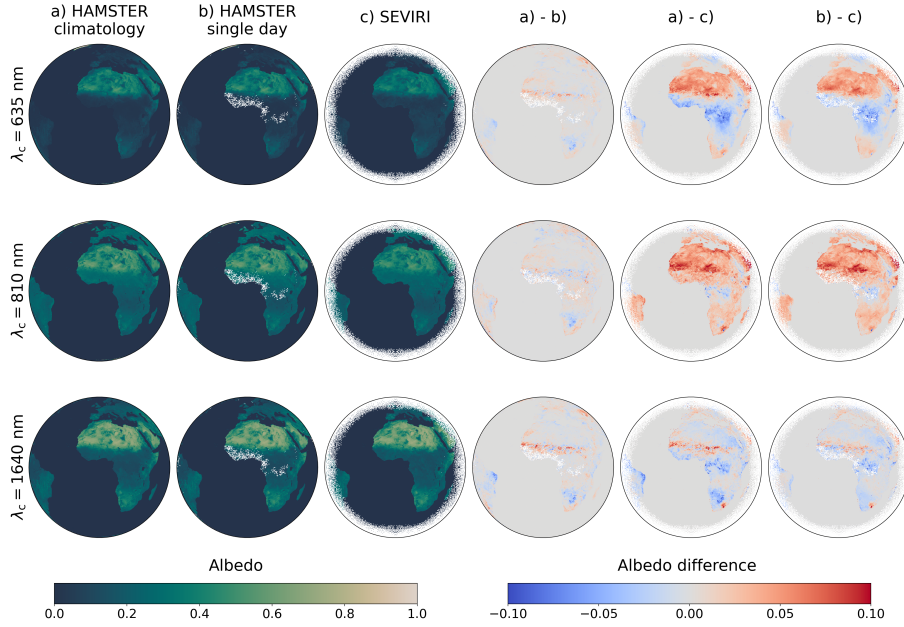 a) HAMSTER
climatology
b) HAMSTER
single day
c) SEVIRI
a) - b)
a) - c)
b) - c)
λc = 635 nm
λc = 810 nm
λc = 1640 nm
Albedo
0.0 0.2 0.4 0.6 0.8 1.0
Albedo difference
−0.10 −0.05 0.00 0.05 0.10